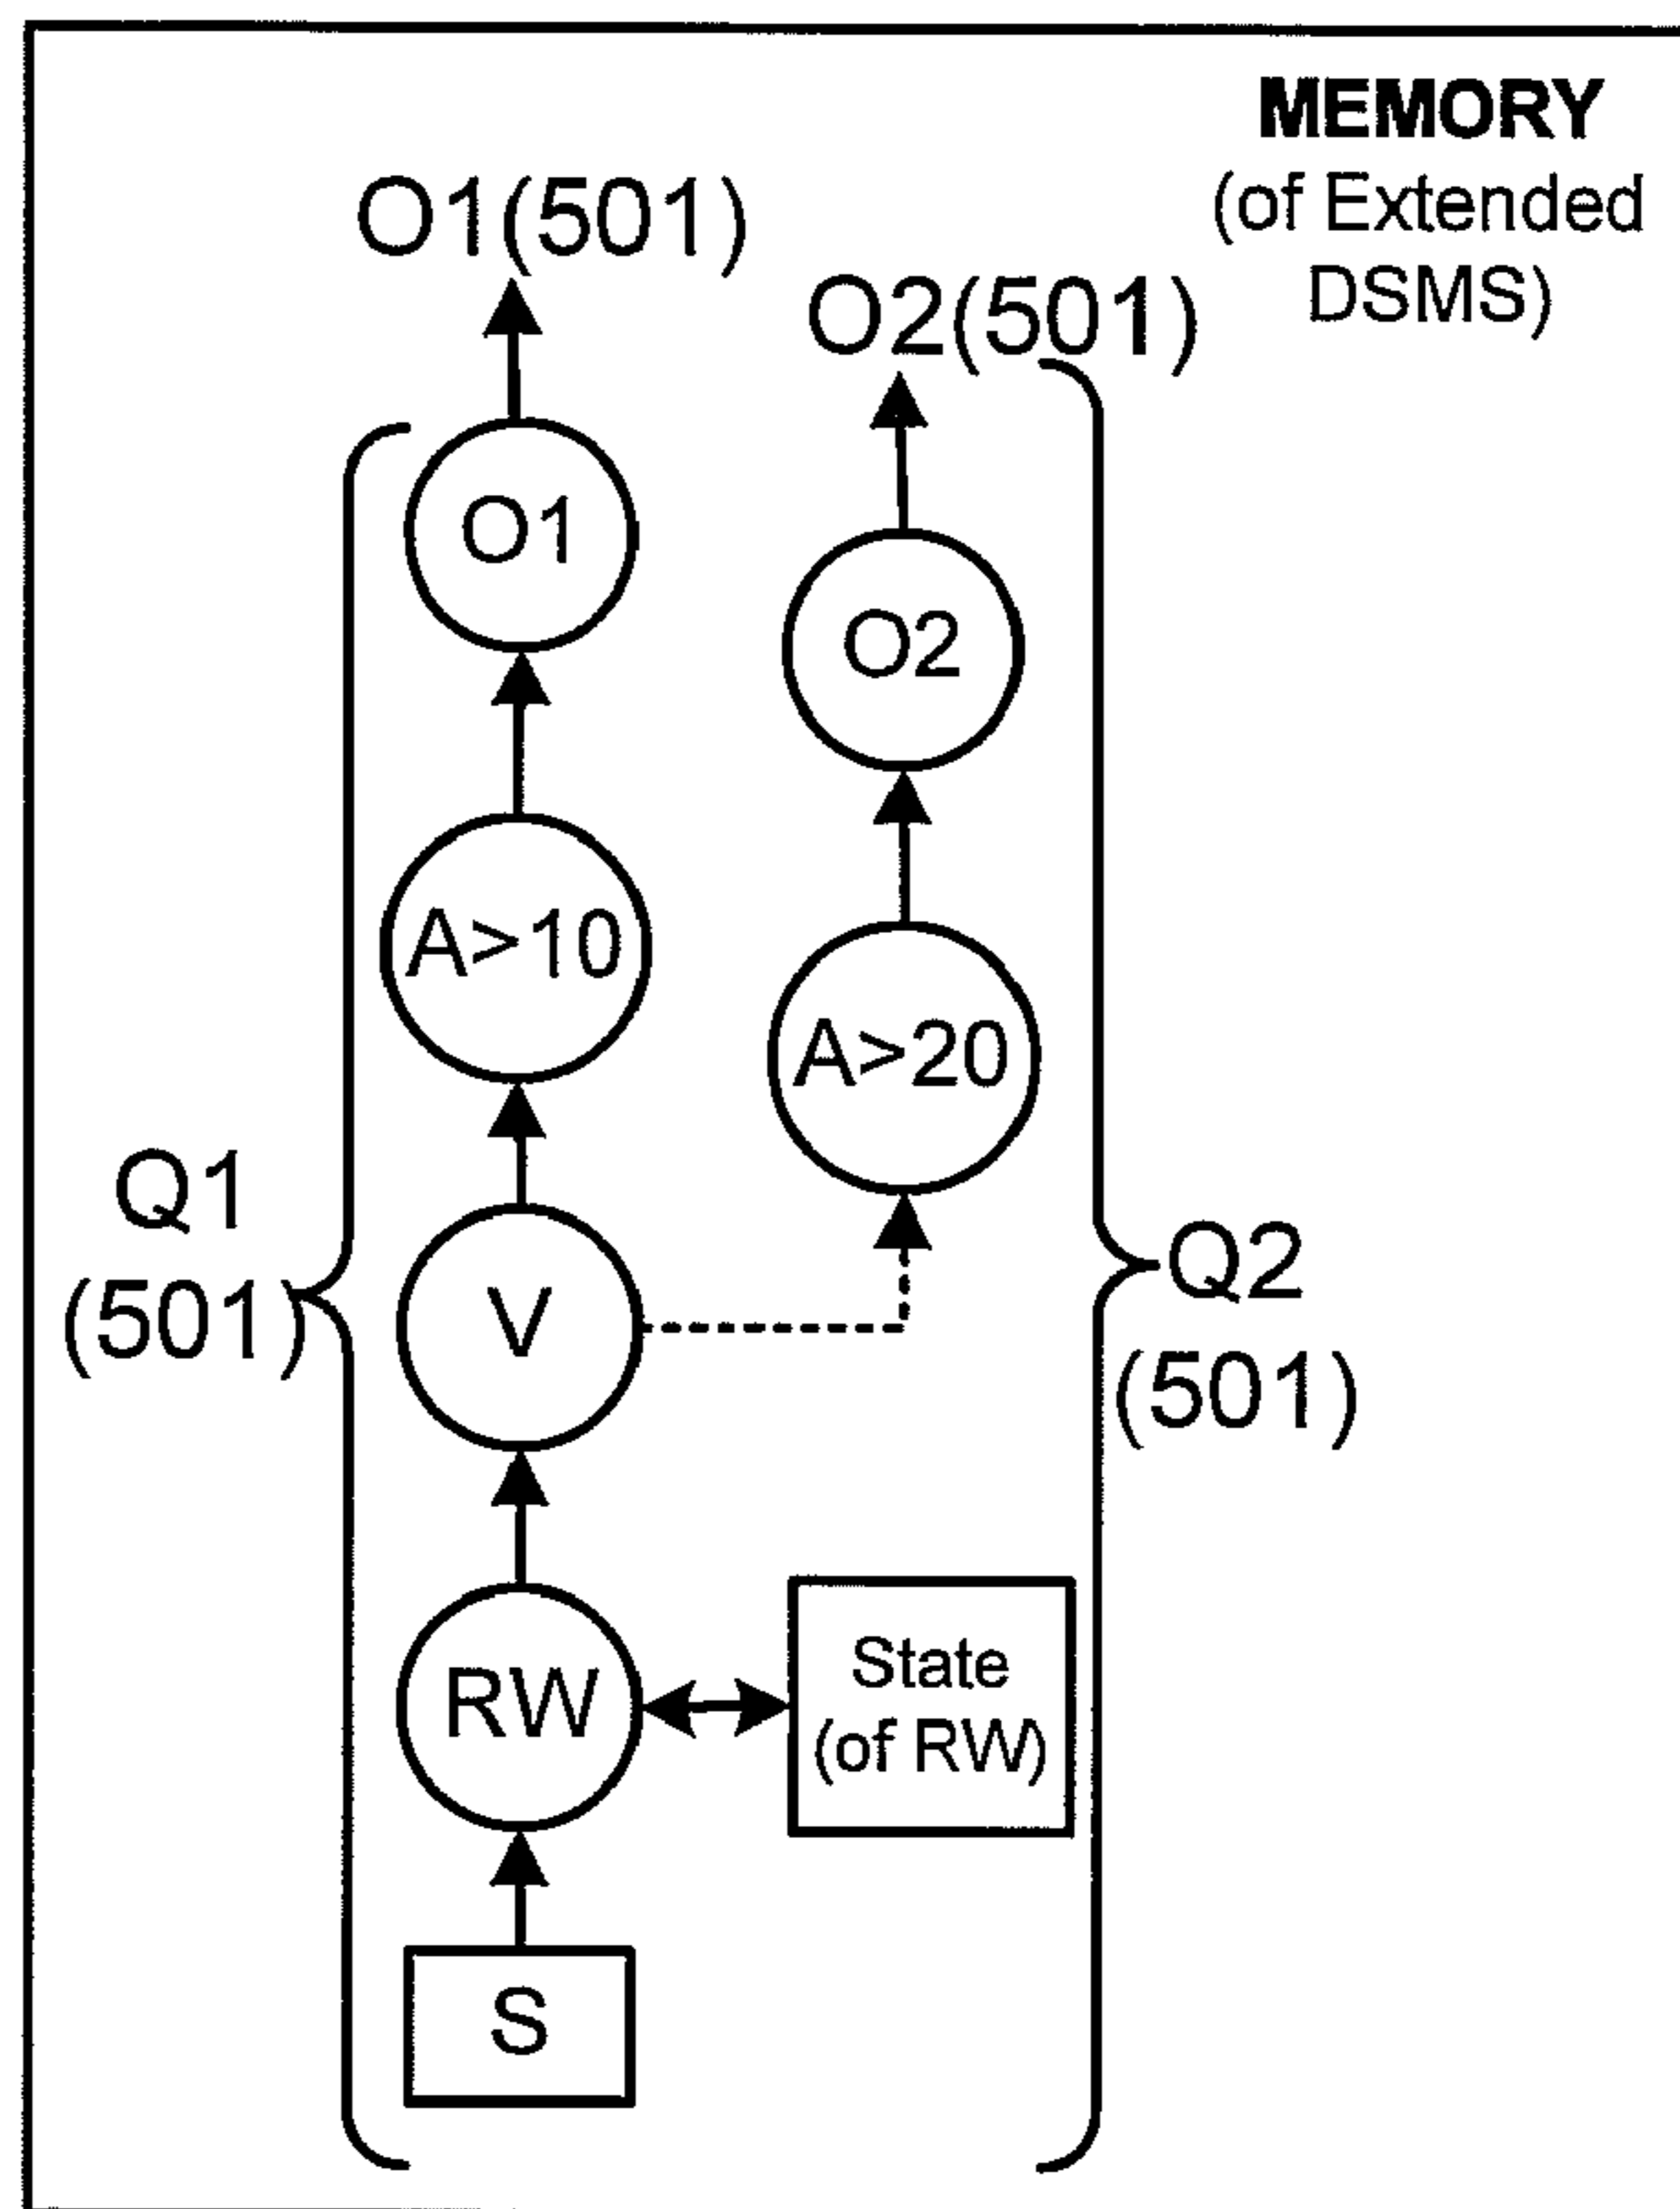 MEMORY
(of Extended
DSMS)
O1(501)
O2(501)
O1
O2
A>10
A>20
Q1
(501)
Q2
(501)
V
RW
State
(of RW)
S